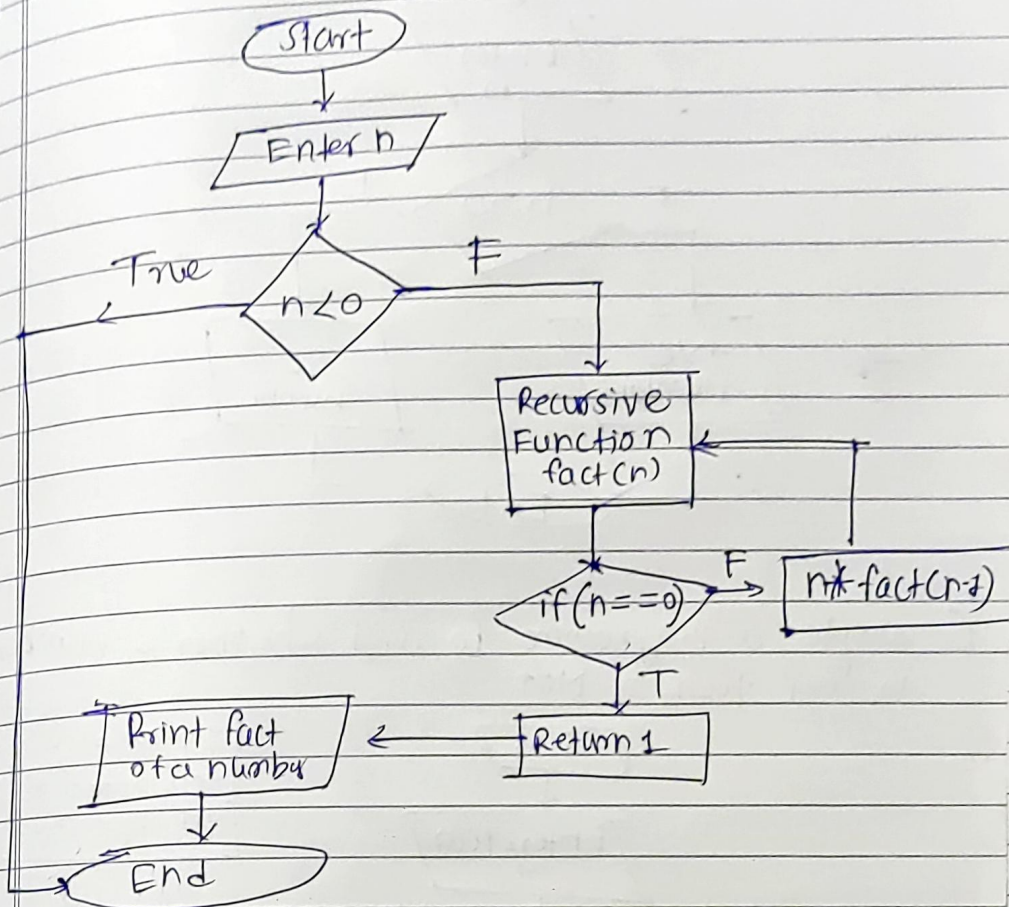 Start
Enter n
True
F
n<0
Recursive
Function
fact(n)
F
if(n==0)
n*fact(n-1)
T
Return 1
Print fact
of a number
End